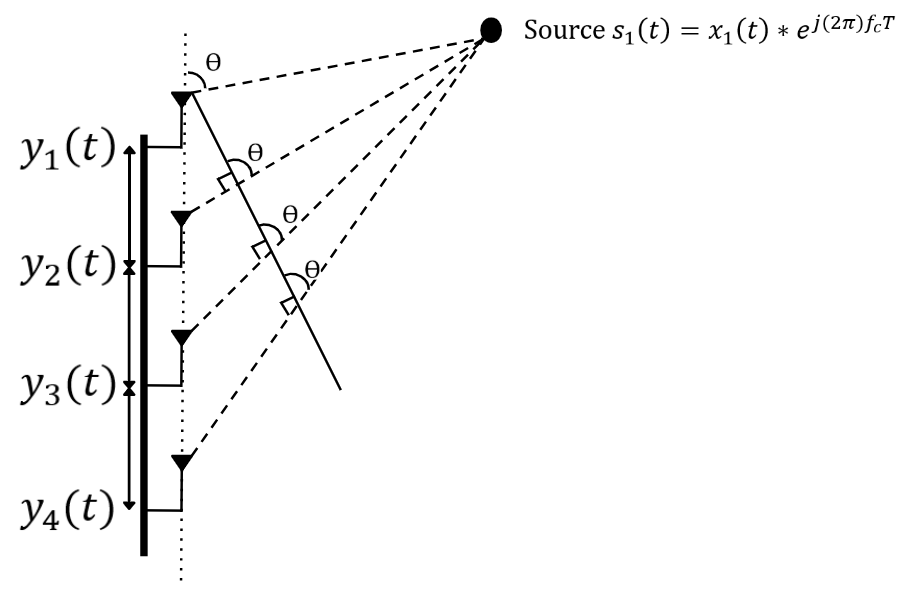 Source s₁(t) = x₁(t) ∗ e^{j(2π)f_cT}
θ
y₁(t)
θ
θ
y₂(t)
θ
y₃(t)
y₄(t)